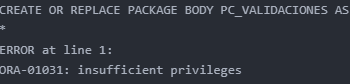 CREATE OR REPLACE PACKAGE BODY PC_VALIDACIONES AS
*
ERROR at line 1:
ORA-01031: insufficient privileges